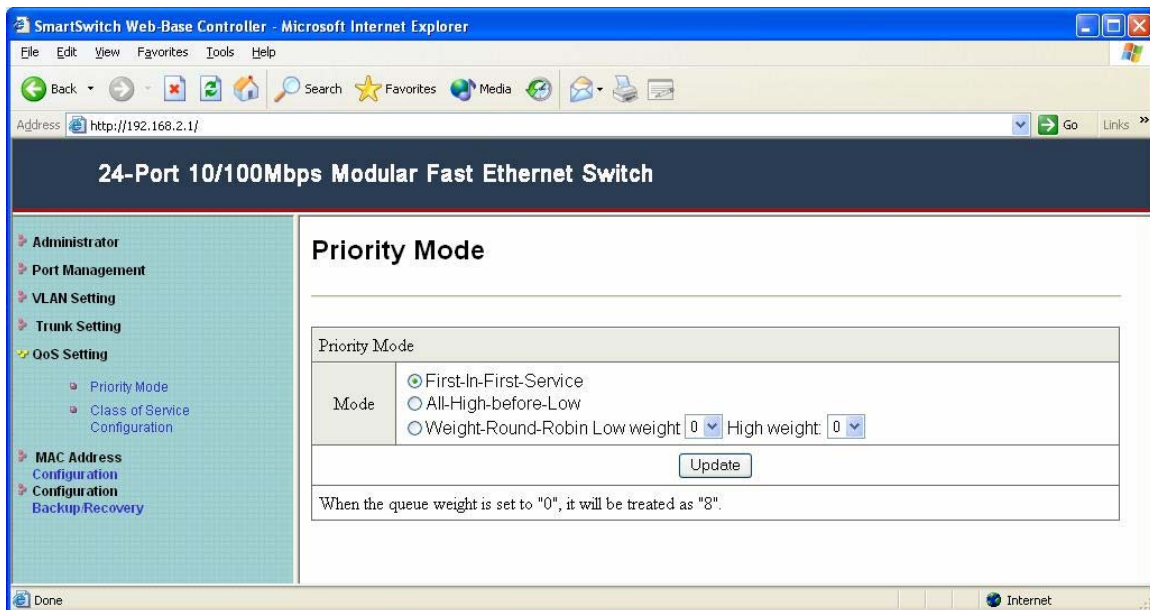 SmartSwitch Web-Base Controller - Microsoft Internet Explorer
File Edit View Favorites Tools Help
Back Search Favorites Media
Address http://192.168.2.1/ Go Links »
24-Port 10/100Mbps Modular Fast Ethernet Switch
Administrator
Port Management
VLAN Setting
Trunk Setting
QoS Setting
Priority Mode
Class of Service
Configuration
MAC Address
Configuration
Configuration
Backup/Recovery
Priority Mode
Priority Mode
Mode
First-In-First-Service
All-High-before-Low
Weight-Round-Robin Low weight 0 High weight: 0
Update
When the queue weight is set to "0", it will be treated as "8".
Done Internet